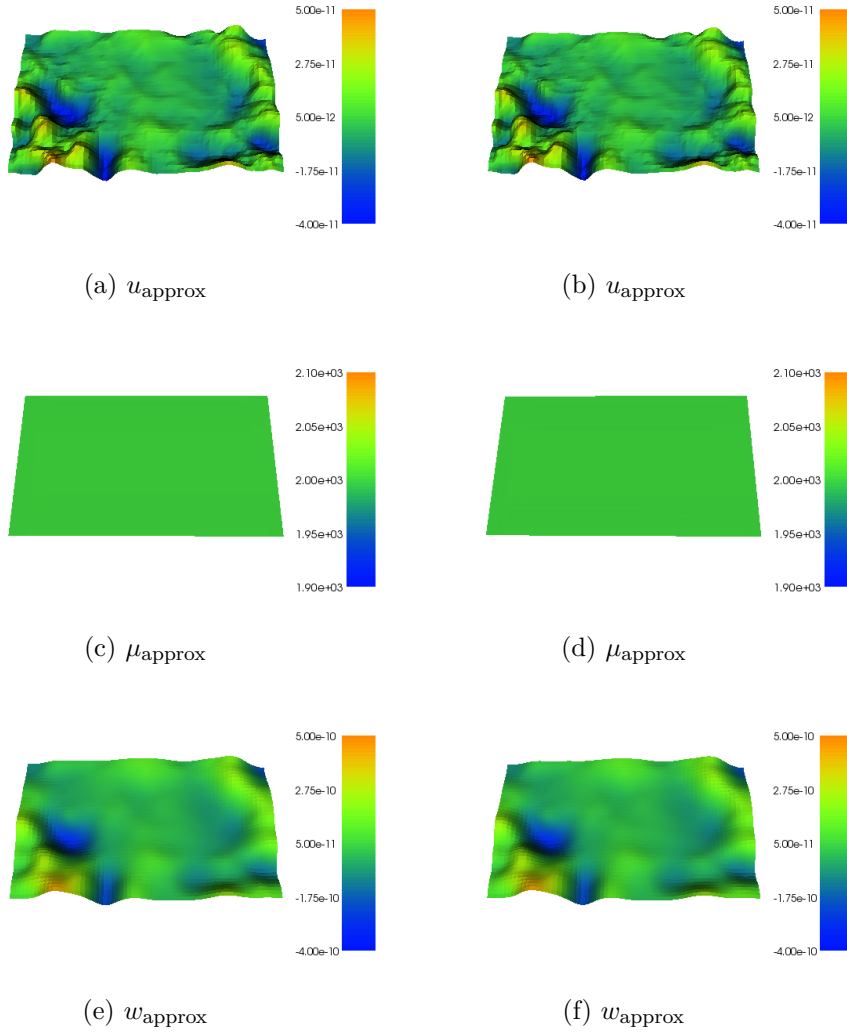 5.00e-11 5.00e-11
2.75e-11 2.75e-11
5.00e-12 5.00e-12
-1.75e-11 -1.75e-11
-4.00e-11 -4.00e-11
(a) u_approx (b) u_approx
2.10e+03 2.10e+03
2.05e+03 2.05e+03
2.00e+03 2.00e+03
1.95e+03 1.95e+03
1.90e+03 1.90e+03
(c) μ_approx (d) μ_approx
5.00e-10 5.00e-10
2.75e-10 2.75e-10
5.00e-11 5.00e-11
-1.75e-10 -1.75e-10
-4.00e-10 -4.00e-10
(e) w_approx (f) w_approx